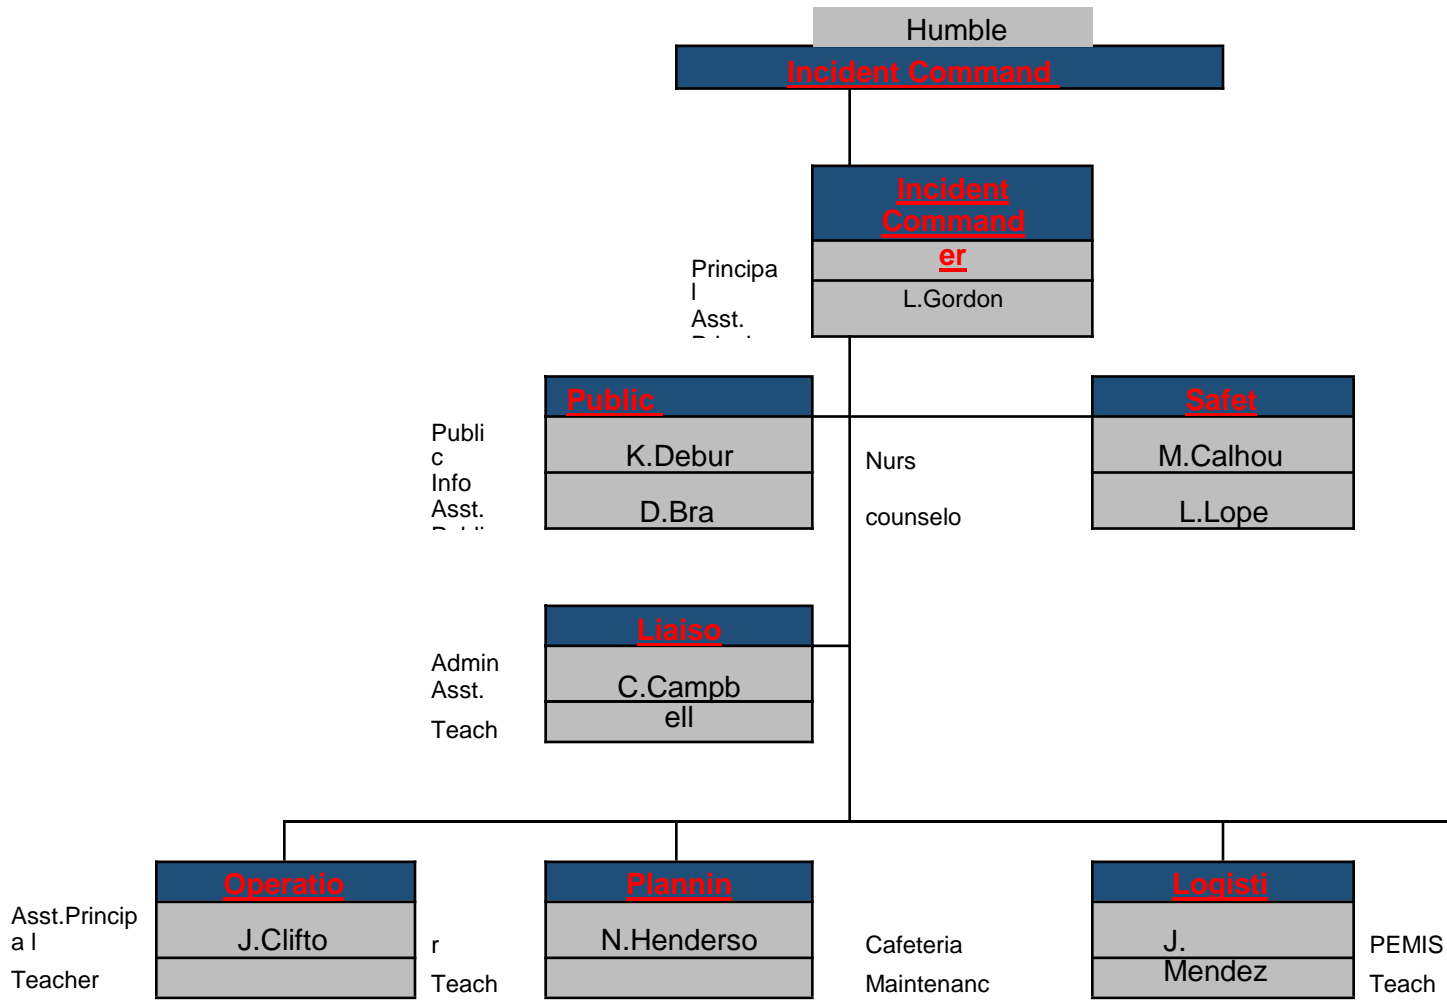 Humble
Incident Command
Incident
Command
er
Principa
l
Asst.
L.Gordon
Public
Safet
Publi
c
Info
Asst.
K.Debur
D.Bra
Nurs
counselo
M.Calhou
L.Lope
Liaiso
Admin
Asst.
Teach
C.Campb
ell
Operatio
Plannin
Logisti
Asst.Princip
a l
Teacher
J.Clifto
r
Teach
N.Henderso
Cafeteria
Maintenanc
J.
Mendez
PEMIS
Teach